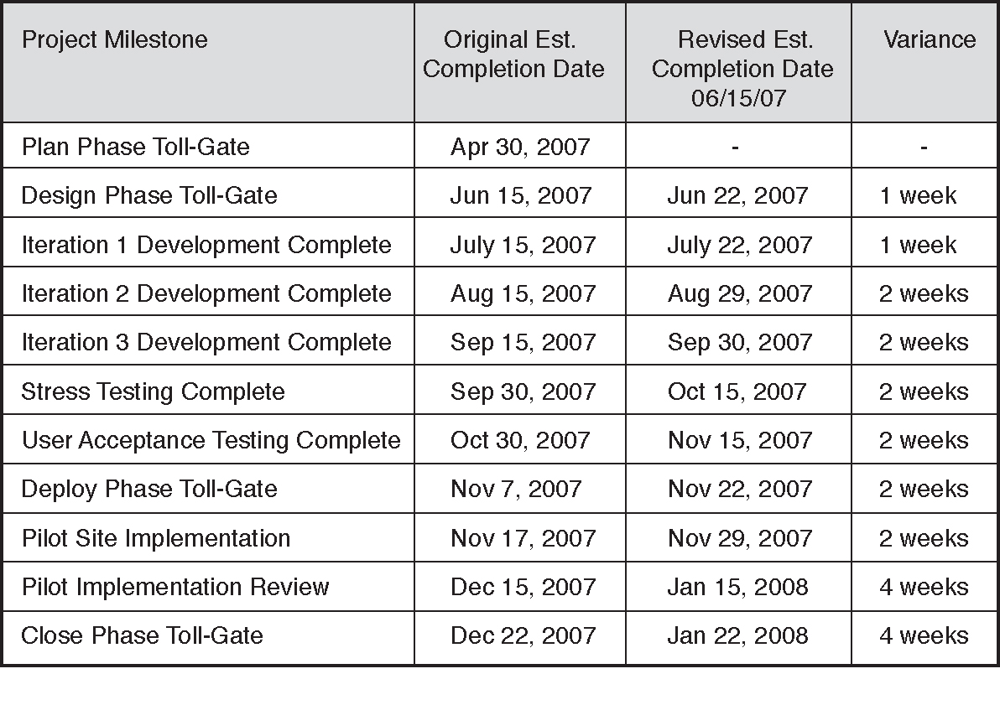 Project Milestone Original Est. Revised Est. Variance
Completion Date Completion Date
06/15/07
Plan Phase Toll-Gate Apr 30, 2007 - -
Design Phase Toll-Gate Jun 15, 2007 Jun 22, 2007 1 week
Iteration 1 Development Complete July 15, 2007 July 22, 2007 1 week
Iteration 2 Development Complete Aug 15, 2007 Aug 29, 2007 2 weeks
Iteration 3 Development Complete Sep 15, 2007 Sep 30, 2007 2 weeks
Stress Testing Complete Sep 30, 2007 Oct 15, 2007 2 weeks
User Acceptance Testing Complete Oct 30, 2007 Nov 15, 2007 2 weeks
Deploy Phase Toll-Gate Nov 7, 2007 Nov 22, 2007 2 weeks
Pilot Site Implementation Nov 17, 2007 Nov 29, 2007 2 weeks
Pilot Implementation Review Dec 15, 2007 Jan 15, 2008 4 weeks
Close Phase Toll-Gate Dec 22, 2007 Jan 22, 2008 4 weeks